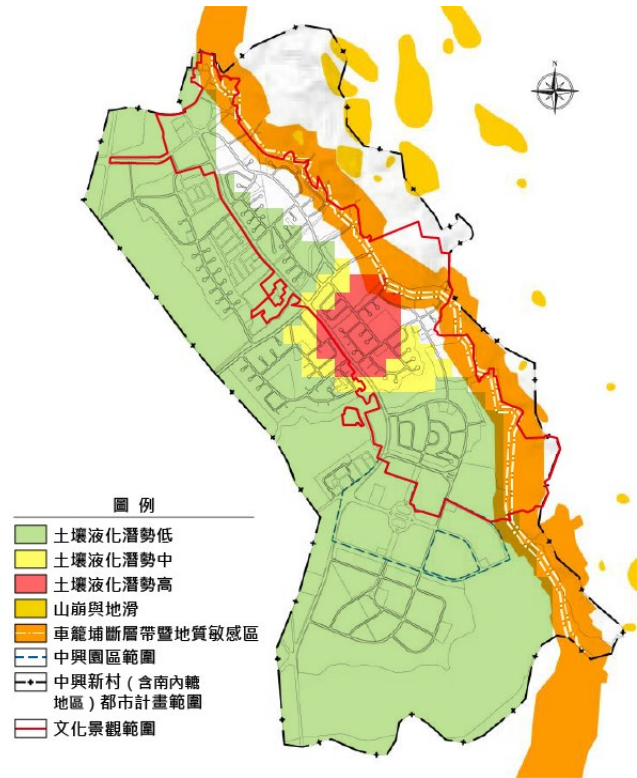 N
圖 例
土壤液化潛勢低
土壤液化潛勢中
土壤液化潛勢高
山崩與地滑
車籠埔斷層帶暨地質敏感區
中興園區範圍
中興新村（含南內轆
地區）都市計畫範圍
文化景觀範圍